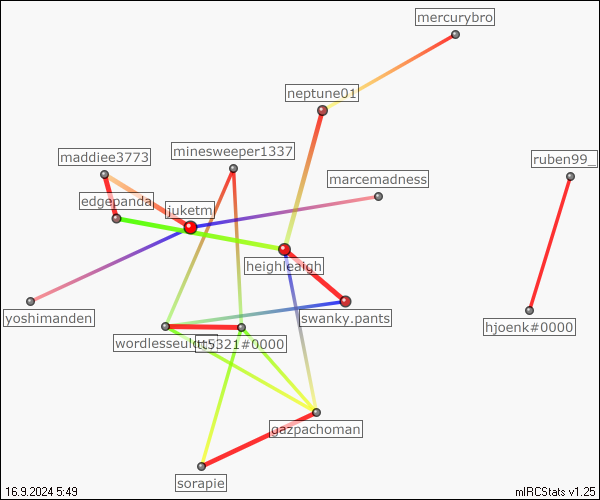 mercurybro
neptune01
minesweeper1337
maddiee3773
ruben99_
marcemadness
edgepanda
juketm
heighleaigh
yoshimanden
swanky.pants
hjoenk#0000
tt5321#0000
gazpachoman
sorapie
16.9.2024 5:49
mIRCStats v1.25